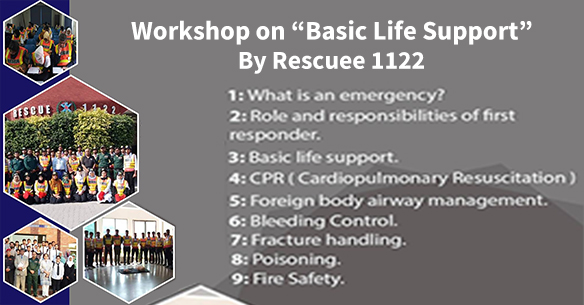 Workshop on “Basic Life Support”
By Rescuee 1122
1: What is an emergency?
2: Role and responsibilities of first
responder.
3: Basic life support.
4: CPR ( Cardiopulmonary Resuscitation )
5: Foreign body airway management.
6: Bleeding Control.
7: Fracture handling.
8: Poisoning.
9: Fire Safety.
RESCUE 1122